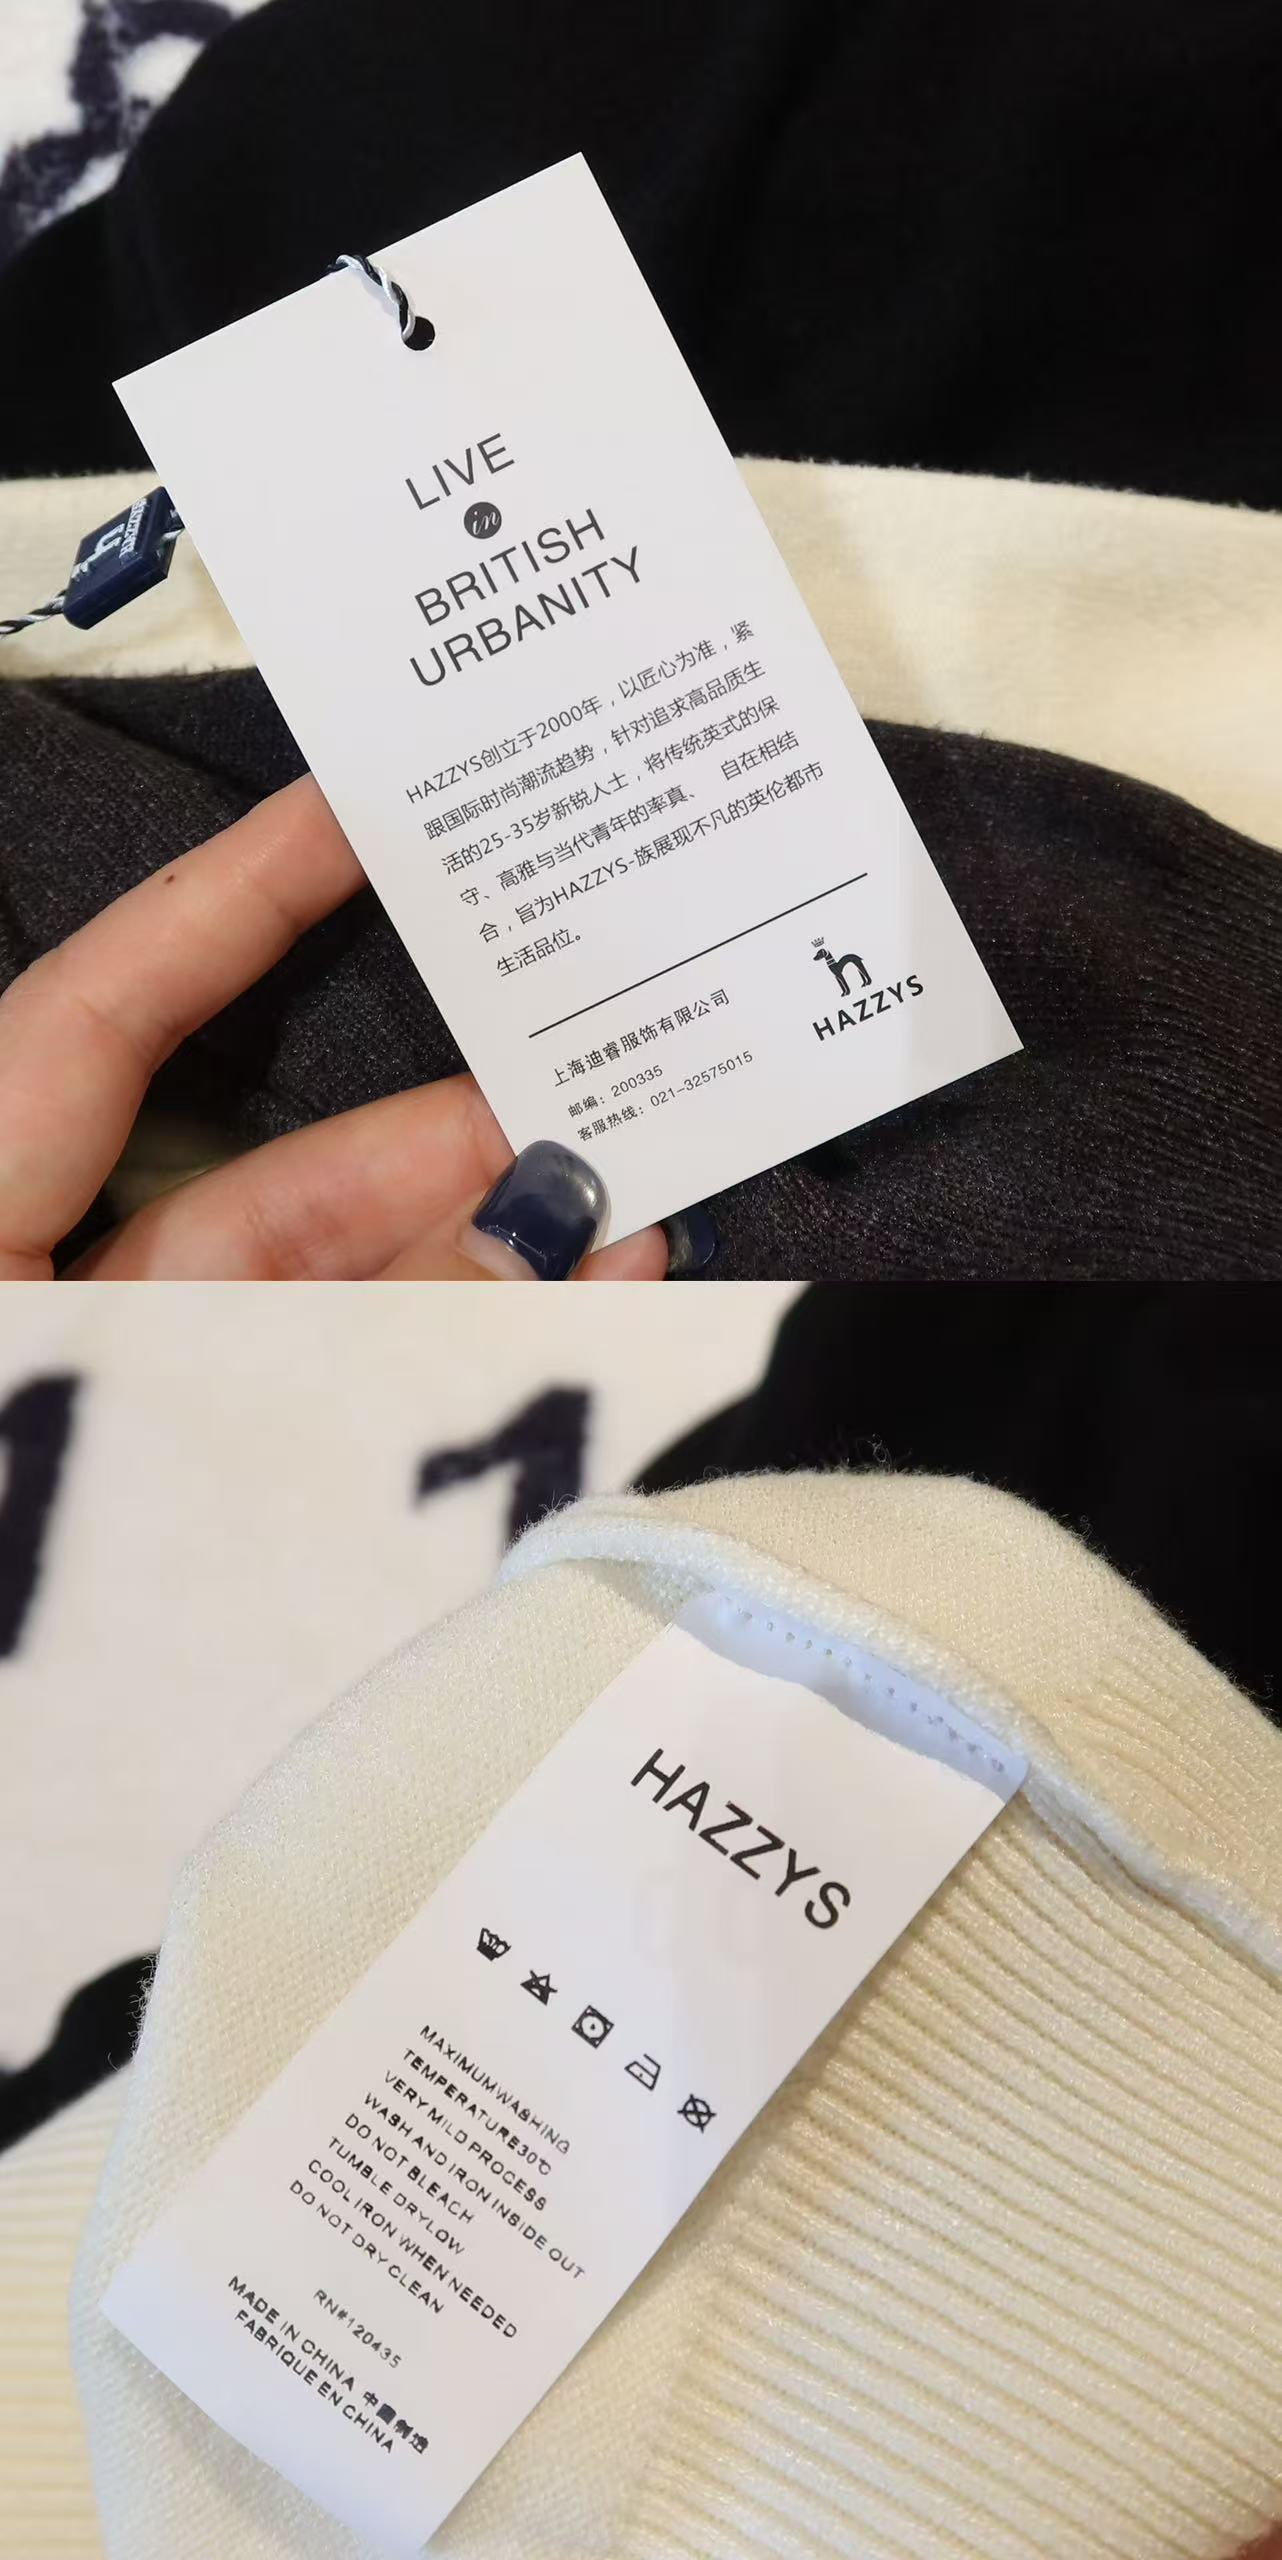 LIVE
in
BRITISH
URBANITY
HAZZYS创立于2000年，以匠心为准，紧
跟国际时尚潮流趋势，针对追求高品质生
活的25-35岁新锐人士，将传统英式的保
守、高雅与当代青年的率真、 自在相结
合，旨为HAZZYS-族展现不凡的英伦都市
生活品位。
上海迪睿服饰有限公司
邮编：200335
客服热线：021-32575015
HAZZYS
HAZZYS
HAZZYS
MAXIMUMWASHING
TEMPERATURE30℃
VERY MILD PROCESS
WASH AND IRON INSIDE OUT
DO NOT BLEACH
TUMBLE DRYLOW
COOL IRON WHEN NEEDED
DO NOT DRY CLEAN
RN#120435
MADE IN CHINA 中國制造
FABRIQUE EN CHINA